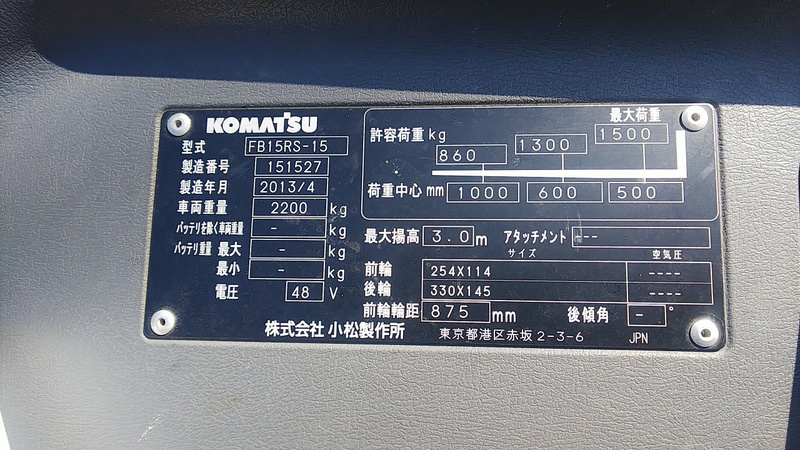 KOMATSU
型式 FB15RS-15
製造番号 151527
製造年月 2013/4
車両重量 2200 kg
バッテリを除く車両重量 - kg
バッテリ重量 最大 - kg
最小 - kg
電圧 48 V
最大荷重
許容荷重 kg 860 1300 1500
荷重中心 mm 1000 600 500
最大揚高 3.0 m アタッチメント ---
サイズ 空気圧
前輪 254X114 ----
後輪 330X145 ----
前輪輪距 875 mm 後傾角 - °
株式会社 小松製作所 東京都港区赤坂 2-3-6 JPN